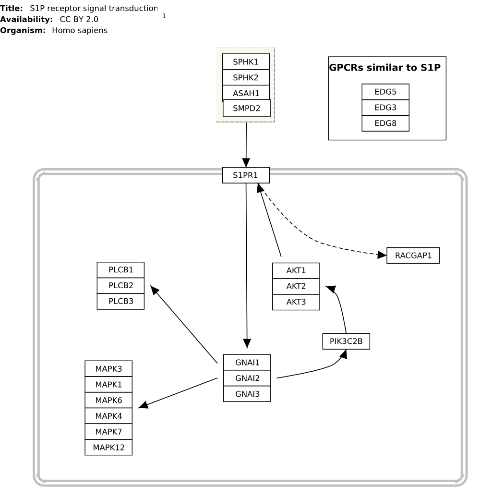 Title: S1P receptor signal transduction
Availability: CC BY 2.0
1
Organism: Homo sapiens
SPHK1
SPHK2
ASAH1
SMPD2
GPCRs similar to S1P
EDG5
EDG3
EDG8
S1PR1
RACGAP1
PLCB1
PLCB2
PLCB3
AKT1
AKT2
AKT3
PIK3C2B
GNAI1
GNAI2
GNAI3
MAPK3
MAPK1
MAPK6
MAPK4
MAPK7
MAPK12